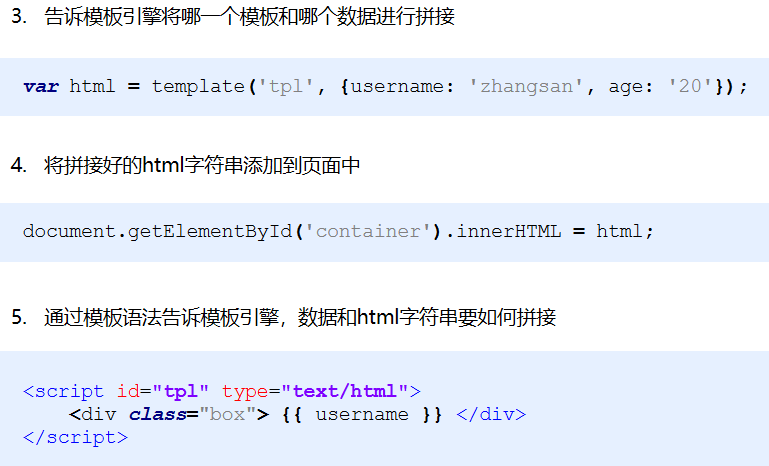 3. 告诉模板引擎将哪一个模板和哪个数据进行拼接
var html = template('tpl', {username: 'zhangsan', age: '20'});
4. 将拼接好的html字符串添加到页面中
document.getElementById('container').innerHTML = html;
5. 通过模板语法告诉模板引擎，数据和html字符串要如何拼接
<script id="tpl" type="text/html">
    <div class="box"> {{ username }} </div>
</script>